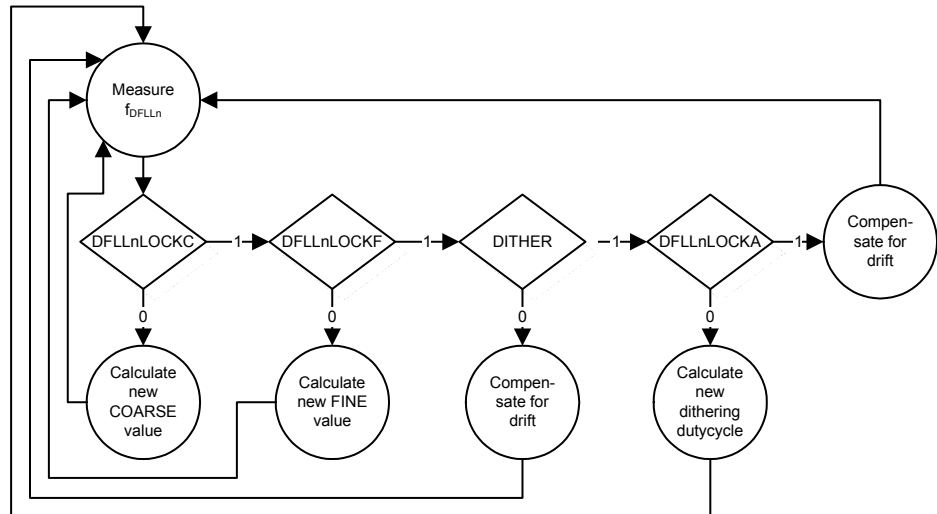 Measure
fDFLLn
DFLLnLOCKC
1
DFLLnLOCKF
1
DITHER
1
DFLLnLOCKA
1
Compen-
sate for
drift
0
0
0
0
Calculate
new
COARSE
value
Calculate
new FINE
value
Compen-
sate for
drift
Calculate
new
dithering
dutycycle